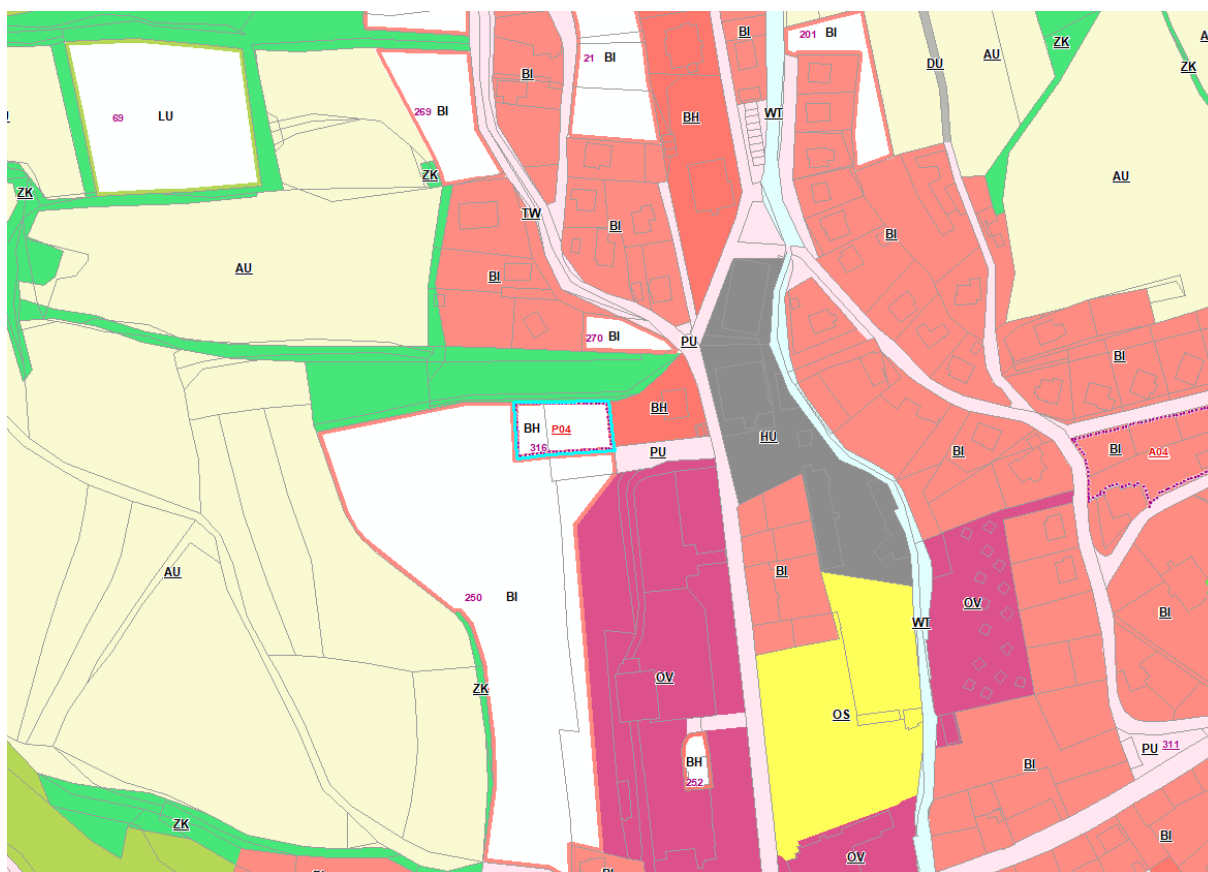 BI
201 BI
21 BI
ZK
AU
DU
ZK
BI
69 LU
269 BI
BH
WT
ZK
ZK
AU
TW
BI
BI
AU
BI
270 BI
PU
BI
BH
BH P04
316
HU
PU
BI
BI A04
AU
BI
250 BI
OV
BI
WT
OV
ZK
OS
PU 311
BH
252
BI
ZK
BI
OV
BI